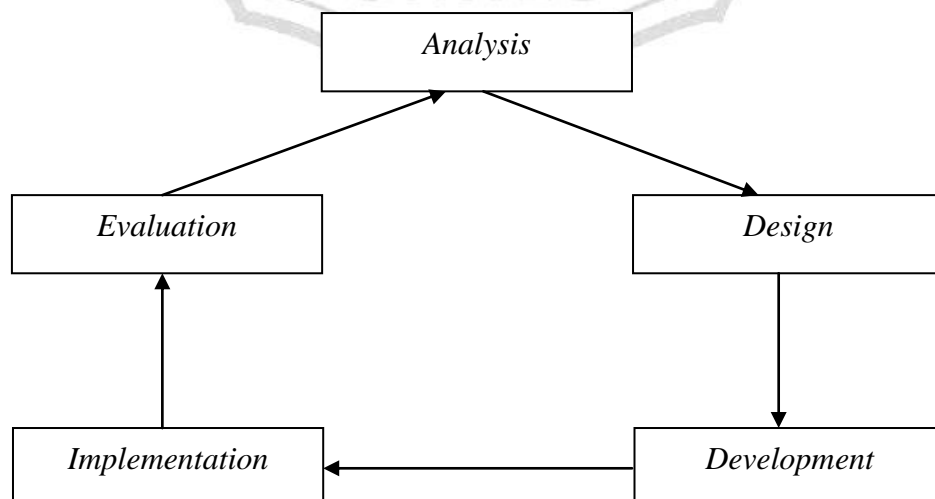 Analysis
Evaluation
Design
Implementation
Development